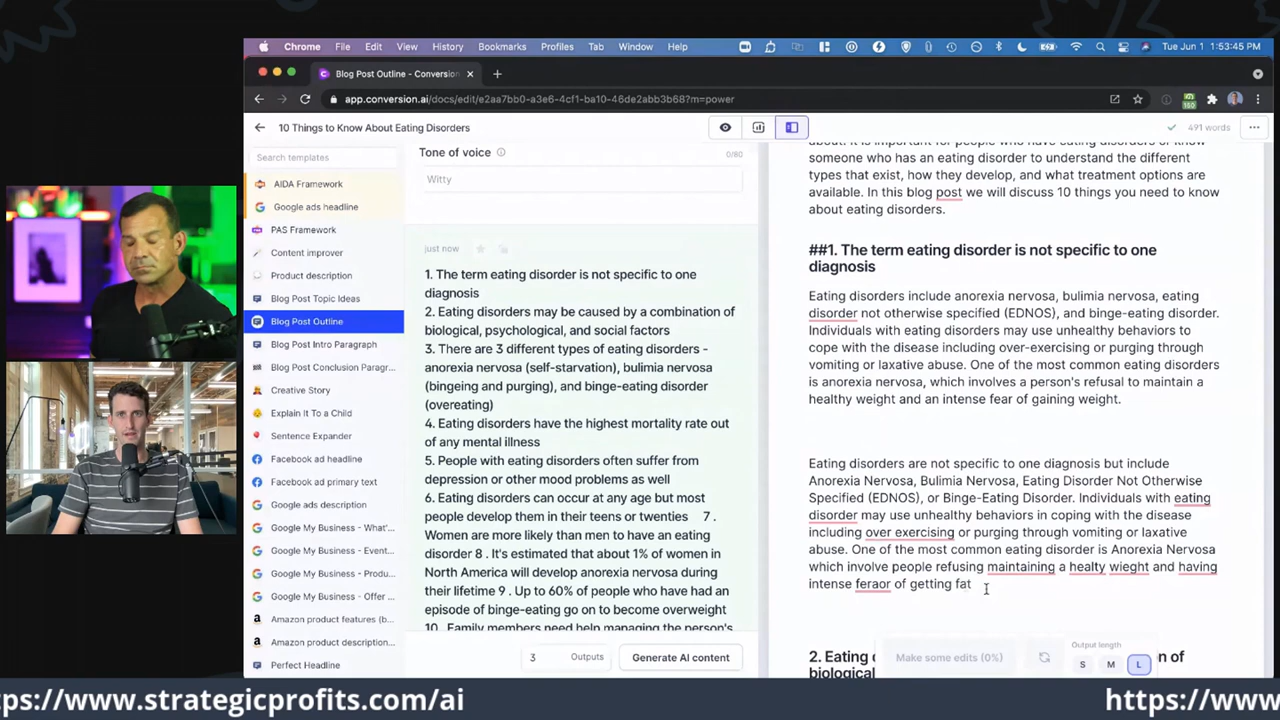 Chrome File Edit View History Bookmarks Profiles Tab Window Help Tue Jun 1 1:53:45 PM
Blog Post Outline - Conversion
app.conversion.ai/docs/edit/e2aa7bb0-a3e6-4cf1-ba10-46de2abb3b68?m=power
10 Things to Know About Eating Disorders
491 words
Search templates
AIDA Framework
Google ads headline
PAS Framework
Content improver
Product description
Blog Post Topic Ideas
Blog Post Outline
Blog Post Intro Paragraph
Blog Post Conclusion Paragr...
Creative Story
Explain It To a Child
Sentence Expander
Facebook ad headline
Facebook ad primary text
Google ads description
Google My Business - What'...
Google My Business - Event...
Google My Business - Produ...
Google My Business - Offer ...
Amazon product features (b...
Amazon product description...
Perfect Headline
Tone of voice
0/80
Witty
just now
1. The term eating disorder is not specific to one
diagnosis
2. Eating disorders may be caused by a combination of
biological, psychological, and social factors
3. There are 3 different types of eating disorders -
anorexia nervosa (self-starvation), bulimia nervosa
(bingeing and purging), and binge-eating disorder
(overeating)
4. Eating disorders have the highest mortality rate out
of any mental illness
5. People with eating disorders often suffer from
depression or other mood problems as well
6. Eating disorders can occur at any age but most
people develop them in their teens or twenties 7 .
Women are more likely than men to have an eating
disorder 8 . It's estimated that about 1% of women in
North America will develop anorexia nervosa during
their lifetime 9 . Up to 60% of people who have had an
episode of binge-eating go on to become overweight
10 . Family members need help managing the person's
3 Outputs
Generate AI content
about. It is important for people who have eating disorders or know
someone who has an eating disorder to understand the different
types that exist, how they develop, and what treatment options are
available. In this blog post we will discuss 10 things you need to know
about eating disorders.
##1. The term eating disorder is not specific to one
diagnosis
Eating disorders include anorexia nervosa, bulimia nervosa, eating
disorder not otherwise specified (EDNOS), and binge-eating disorder.
Individuals with eating disorders may use unhealthy behaviors to
cope with the disease including over-exercising or purging through
vomiting or laxative abuse. One of the most common eating disorders
is anorexia nervosa, which involves a person's refusal to maintain a
healthy weight and an intense fear of gaining weight.
Eating disorders are not specific to one diagnosis but include
Anorexia Nervosa, Bulimia Nervosa, Eating Disorder Not Otherwise
Specified (EDNOS), or Binge-Eating Disorder. Individuals with eating
disorder may use unhealthy behaviors in coping with the disease
including over exercising or purging through vomiting or laxative
abuse. One of the most common eating disorder is Anorexia Nervosa
which involve people refusing maintaining a healty wieght and having
intense feraor of getting fat
2. Eating
biological
n of
Make some edits (0%)
Output length
S M L
ps://www.strategicprofits.com/ai https://www